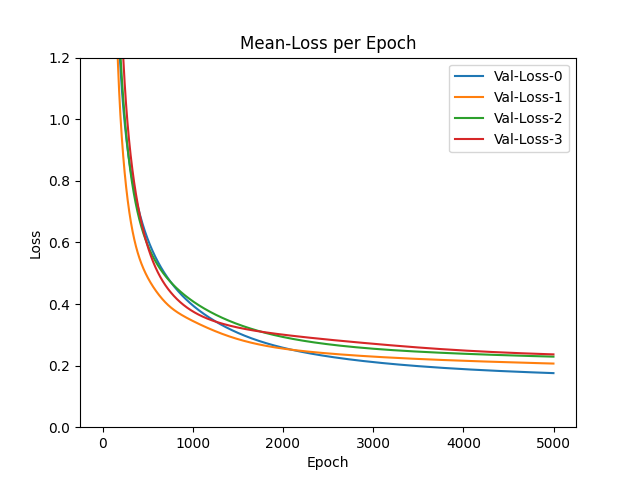 Mean-Loss per Epoch
Val-Loss-0
Val-Loss-1
Val-Loss-2
Val-Loss-3
Loss
1.2
1.0
0.8
0.6
0.4
0.2
0.0
0 1000 2000 3000 4000 5000
Epoch